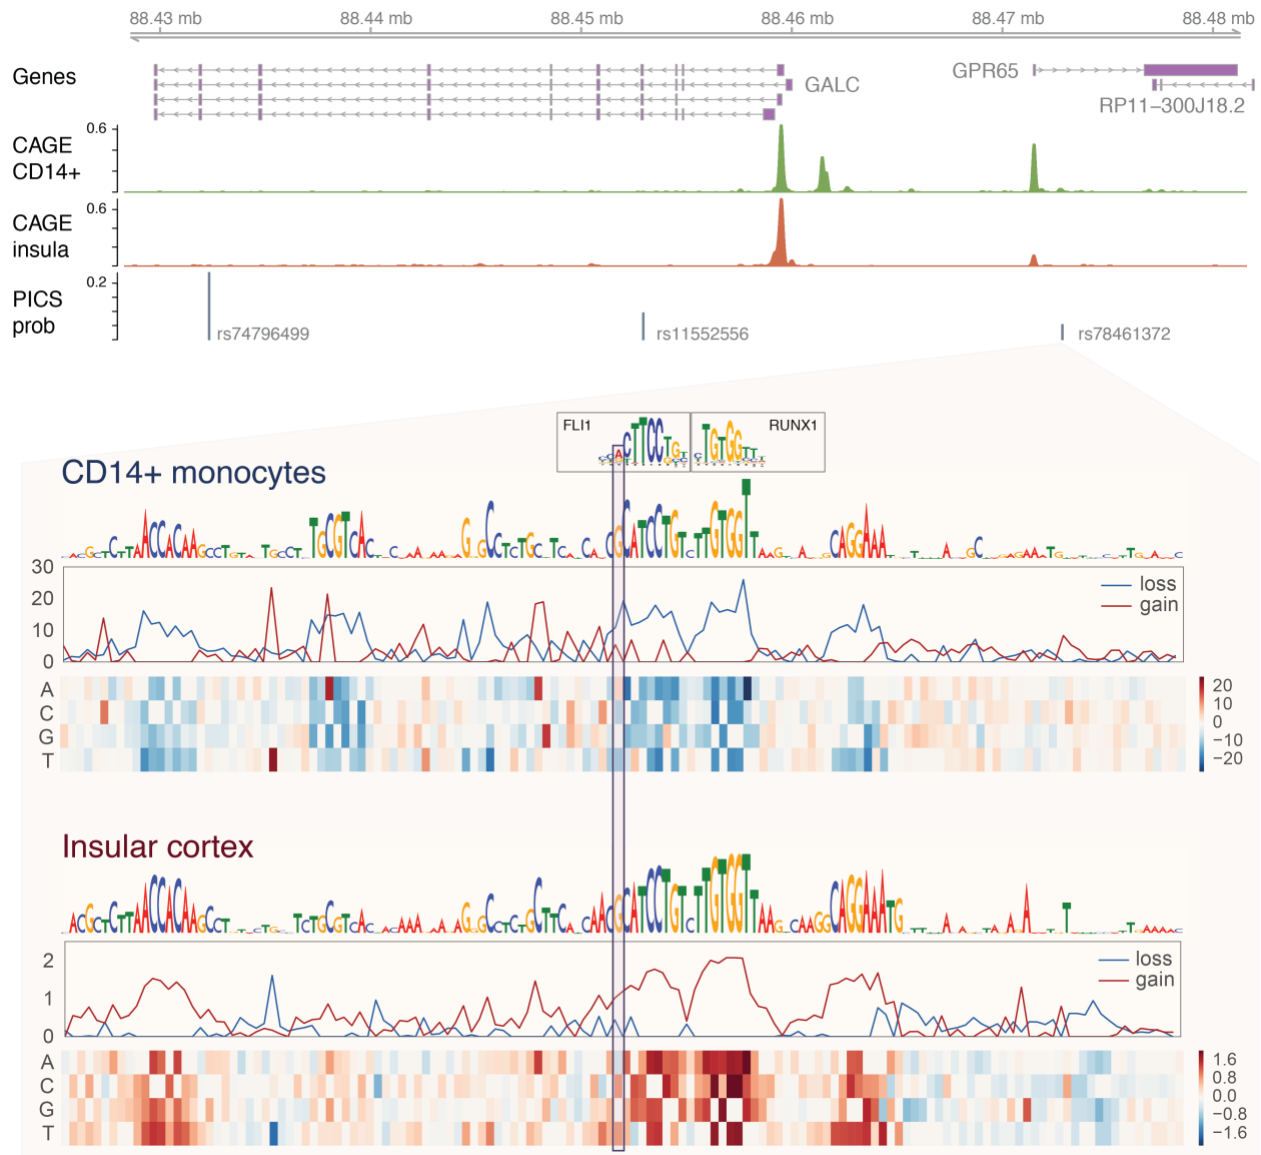 88.43 mb 88.44 mb 88.45 mb 88.46 mb 88.47 mb 88.48 mb
Genes
GALC
GPR65
RP11−300J18.2
CAGE
CD14+
0.6
CAGE
insula
0.6
PICS
prob
0.2
rs74796499 rs11552556 rs78461372
FLI1 RUNX1
CD14+ monocytes
30
20
10
0
loss
gain
A
C
G
T
20
10
0
−10
−20
Insular cortex
2
1
0
loss
gain
A
C
G
T
1.6
0.8
0.0
−0.8
−1.6